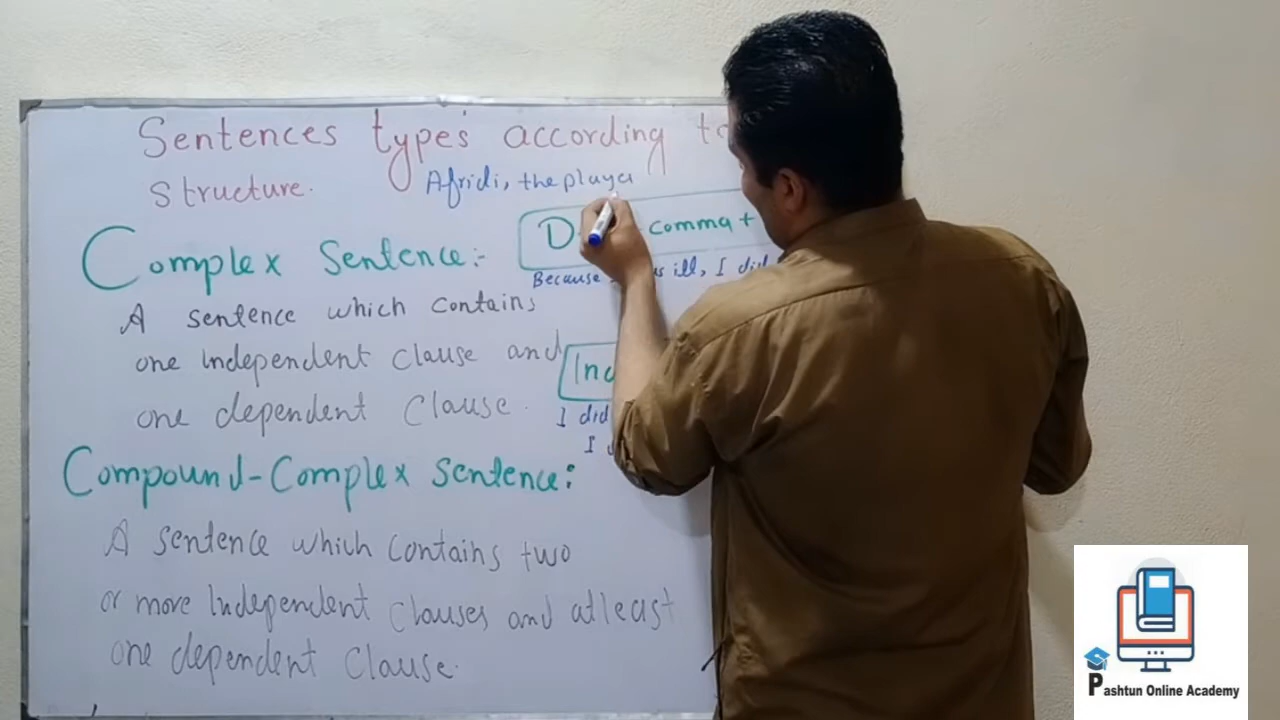 Sentences types according to
Structure.
Afridi, the player
D comma +
Complex Sentence:-
Because ill, I did
A sentence which contains
one independent clause and
one dependent clause.
I did
I
Compound-Complex sentence:
A sentence which contains two
or more independent clauses and atleast
one dependent clause.
Pashtun Online Academy